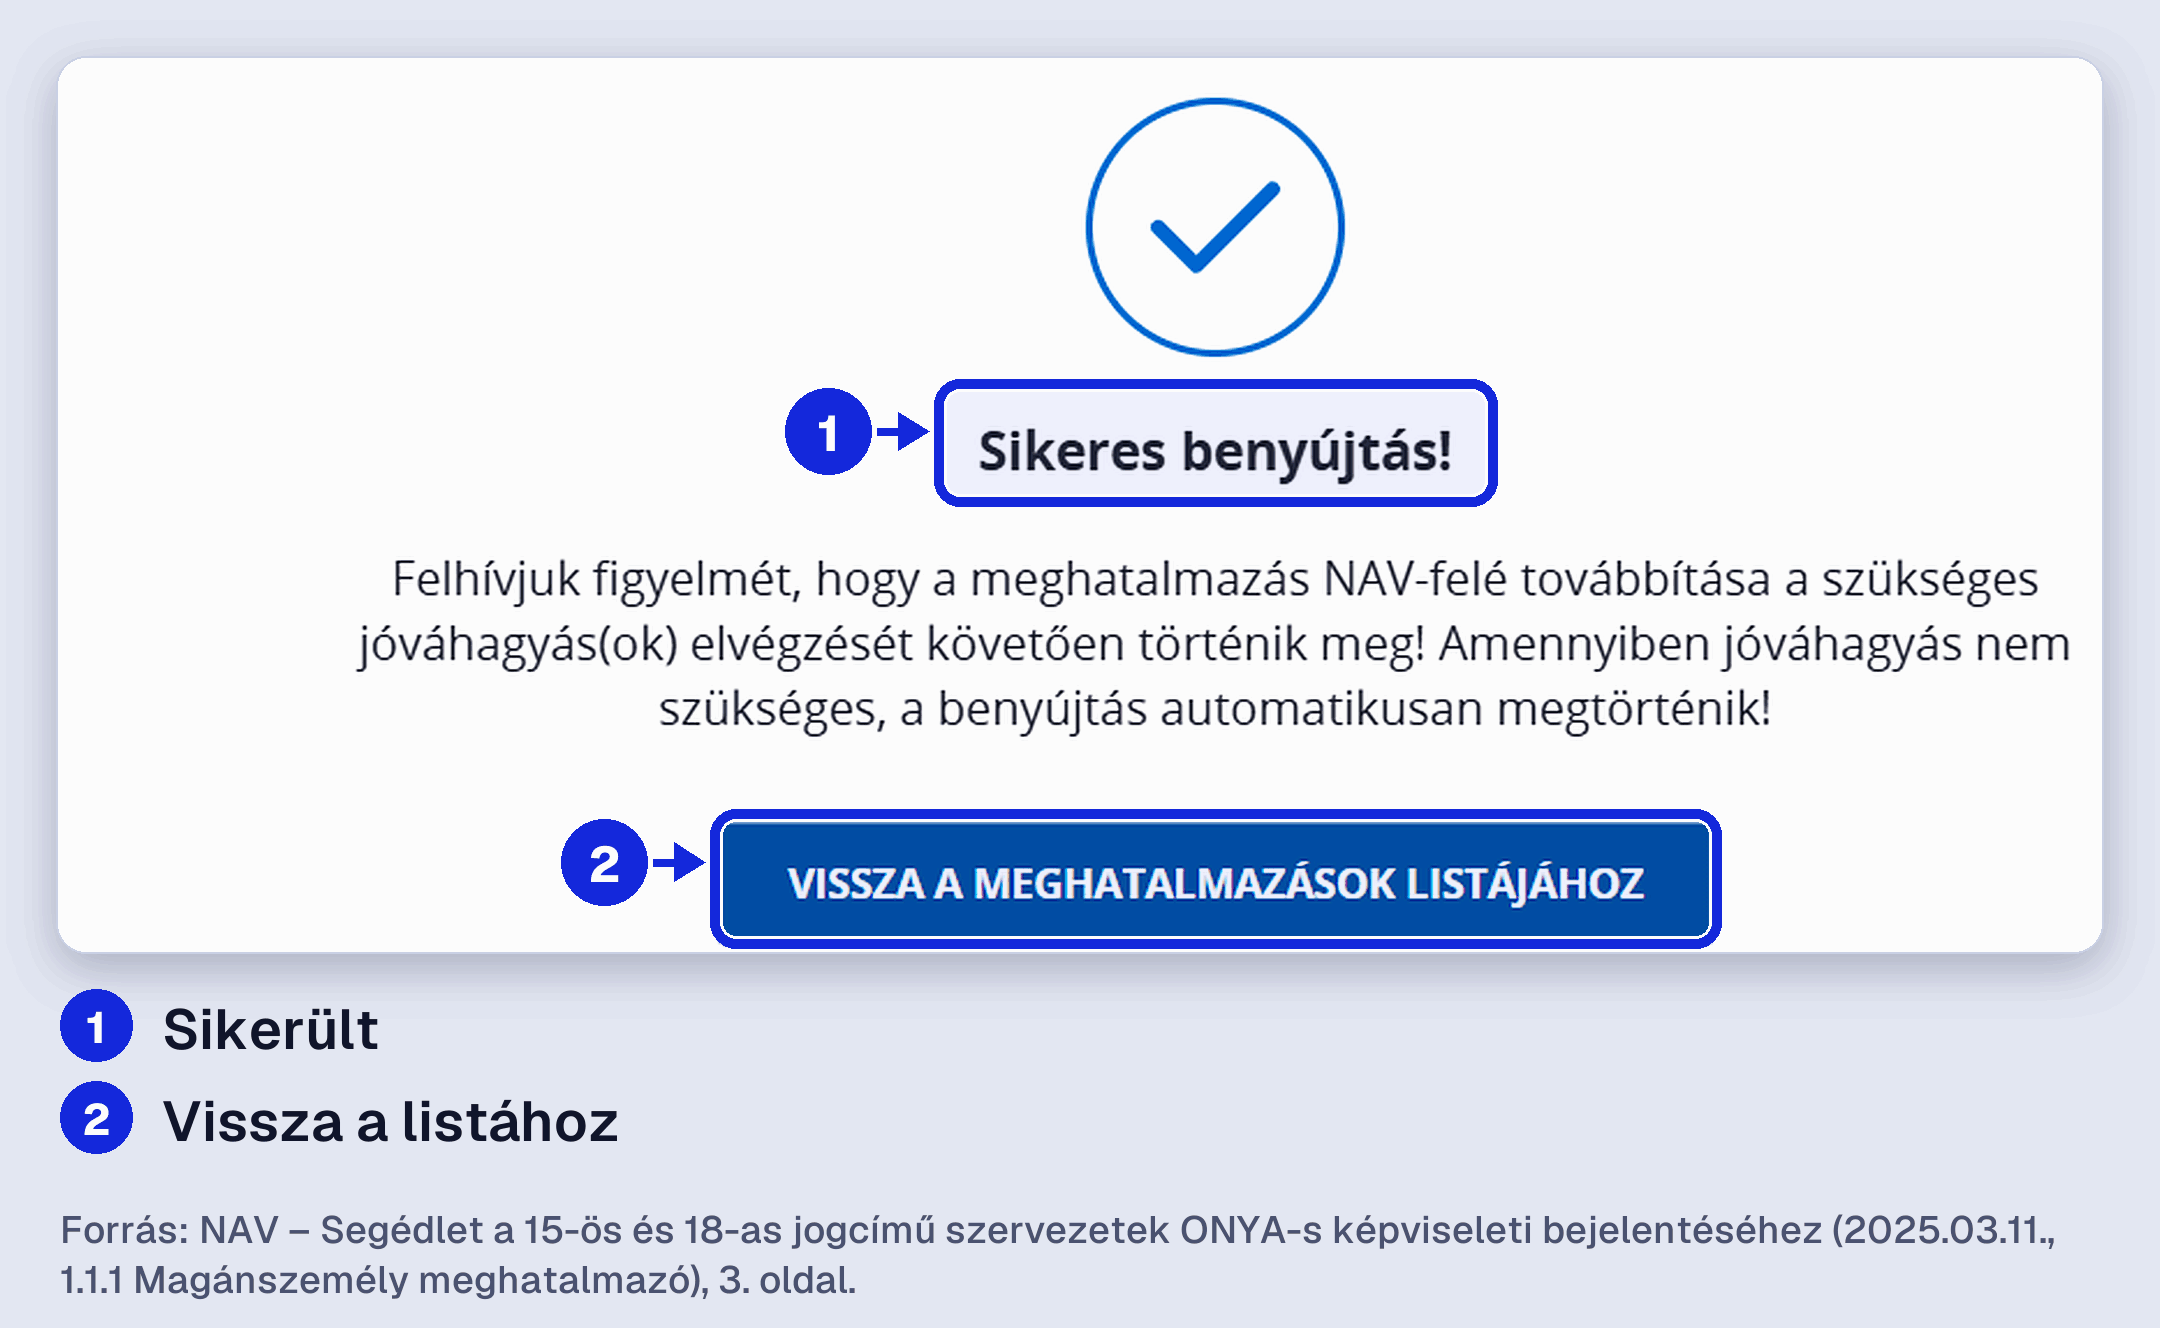 1 Sikeres benyújtás!
Felhívjuk figyelmét, hogy a meghatalmazás NAV-felé továbbítása a szükséges
jóváhagyás(ok) elvégzését követően történik meg! Amennyiben jóváhagyás nem
szükséges, a benyújtás automatikusan megtörténik!
2 VISSZA A MEGHATALMAZÁSOK LISTÁJÁHOZ
1 Sikerült
2 Vissza a listához
Forrás: NAV – Segédlet a 15-ös és 18-as jogcímű szervezetek ONYA-s képviseleti bejelentéséhez (2025.03.11.,
1.1.1 Magánszemély meghatalmazó), 3. oldal.